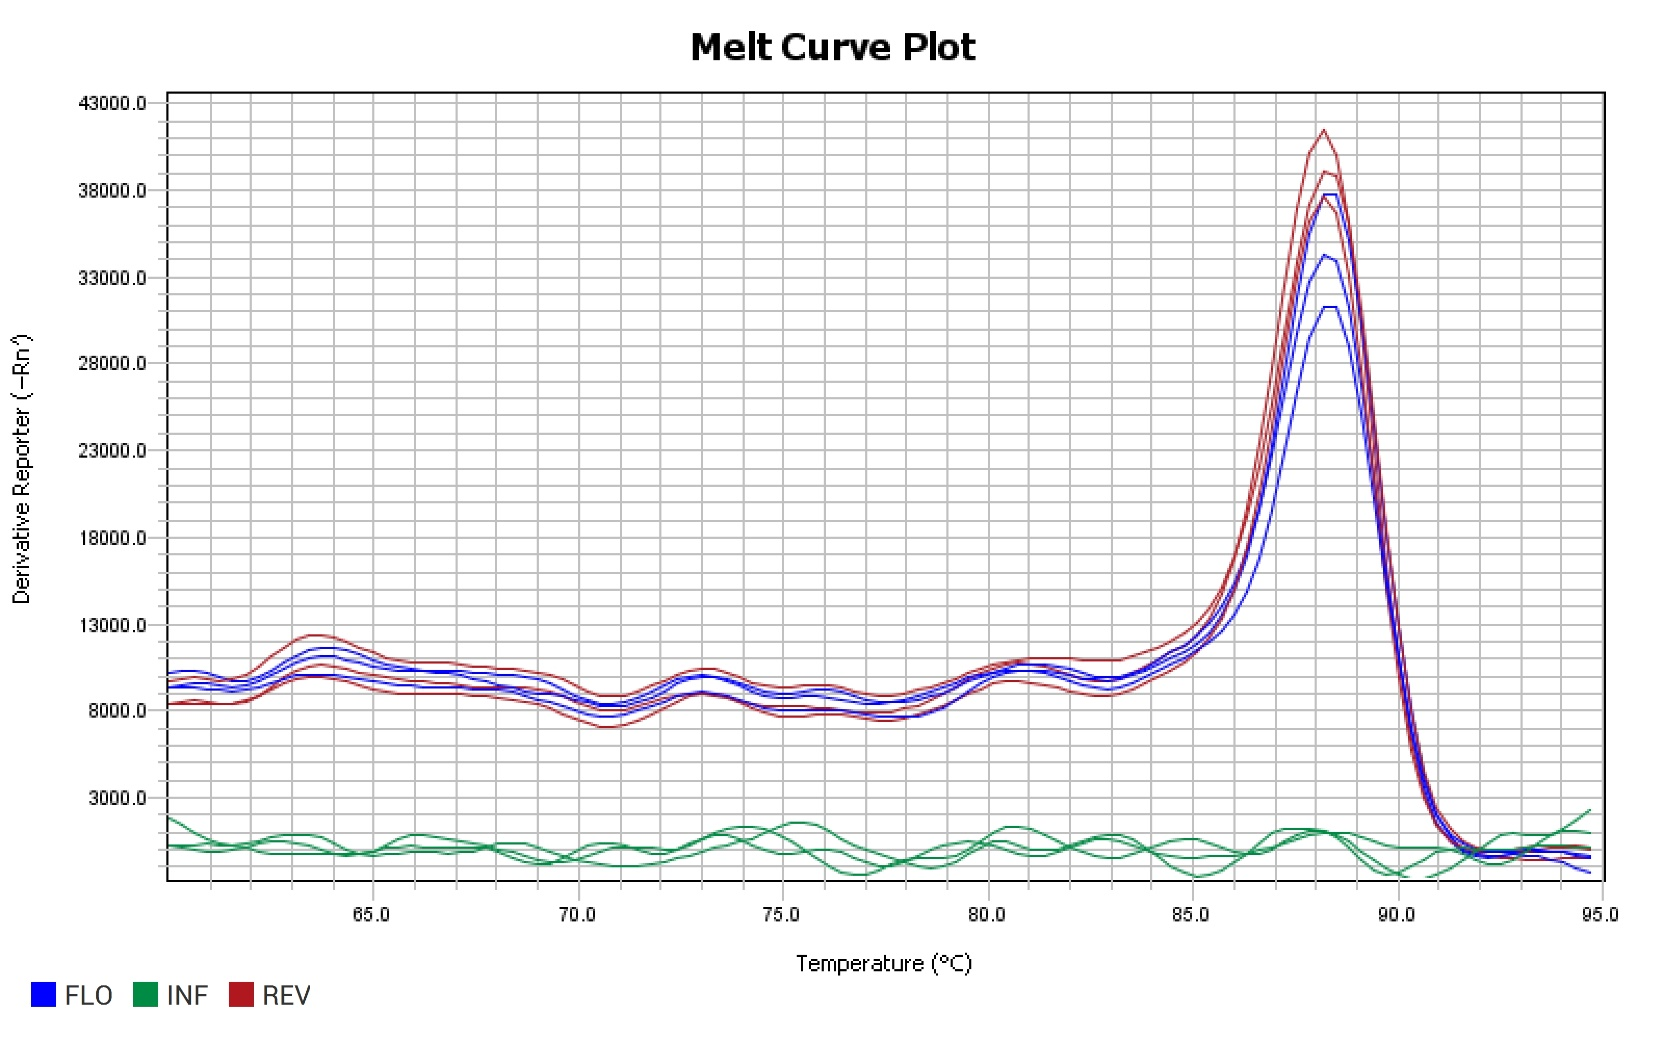 Melt Curve Plot
43000.0
38000.0
33000.0
28000.0
23000.0
18000.0
13000.0
8000.0
3000.0
Derivative Reporter (-Rn')
65.0 70.0 75.0 80.0 85.0 90.0 95.0
Temperature (°C)
FLO INF REV